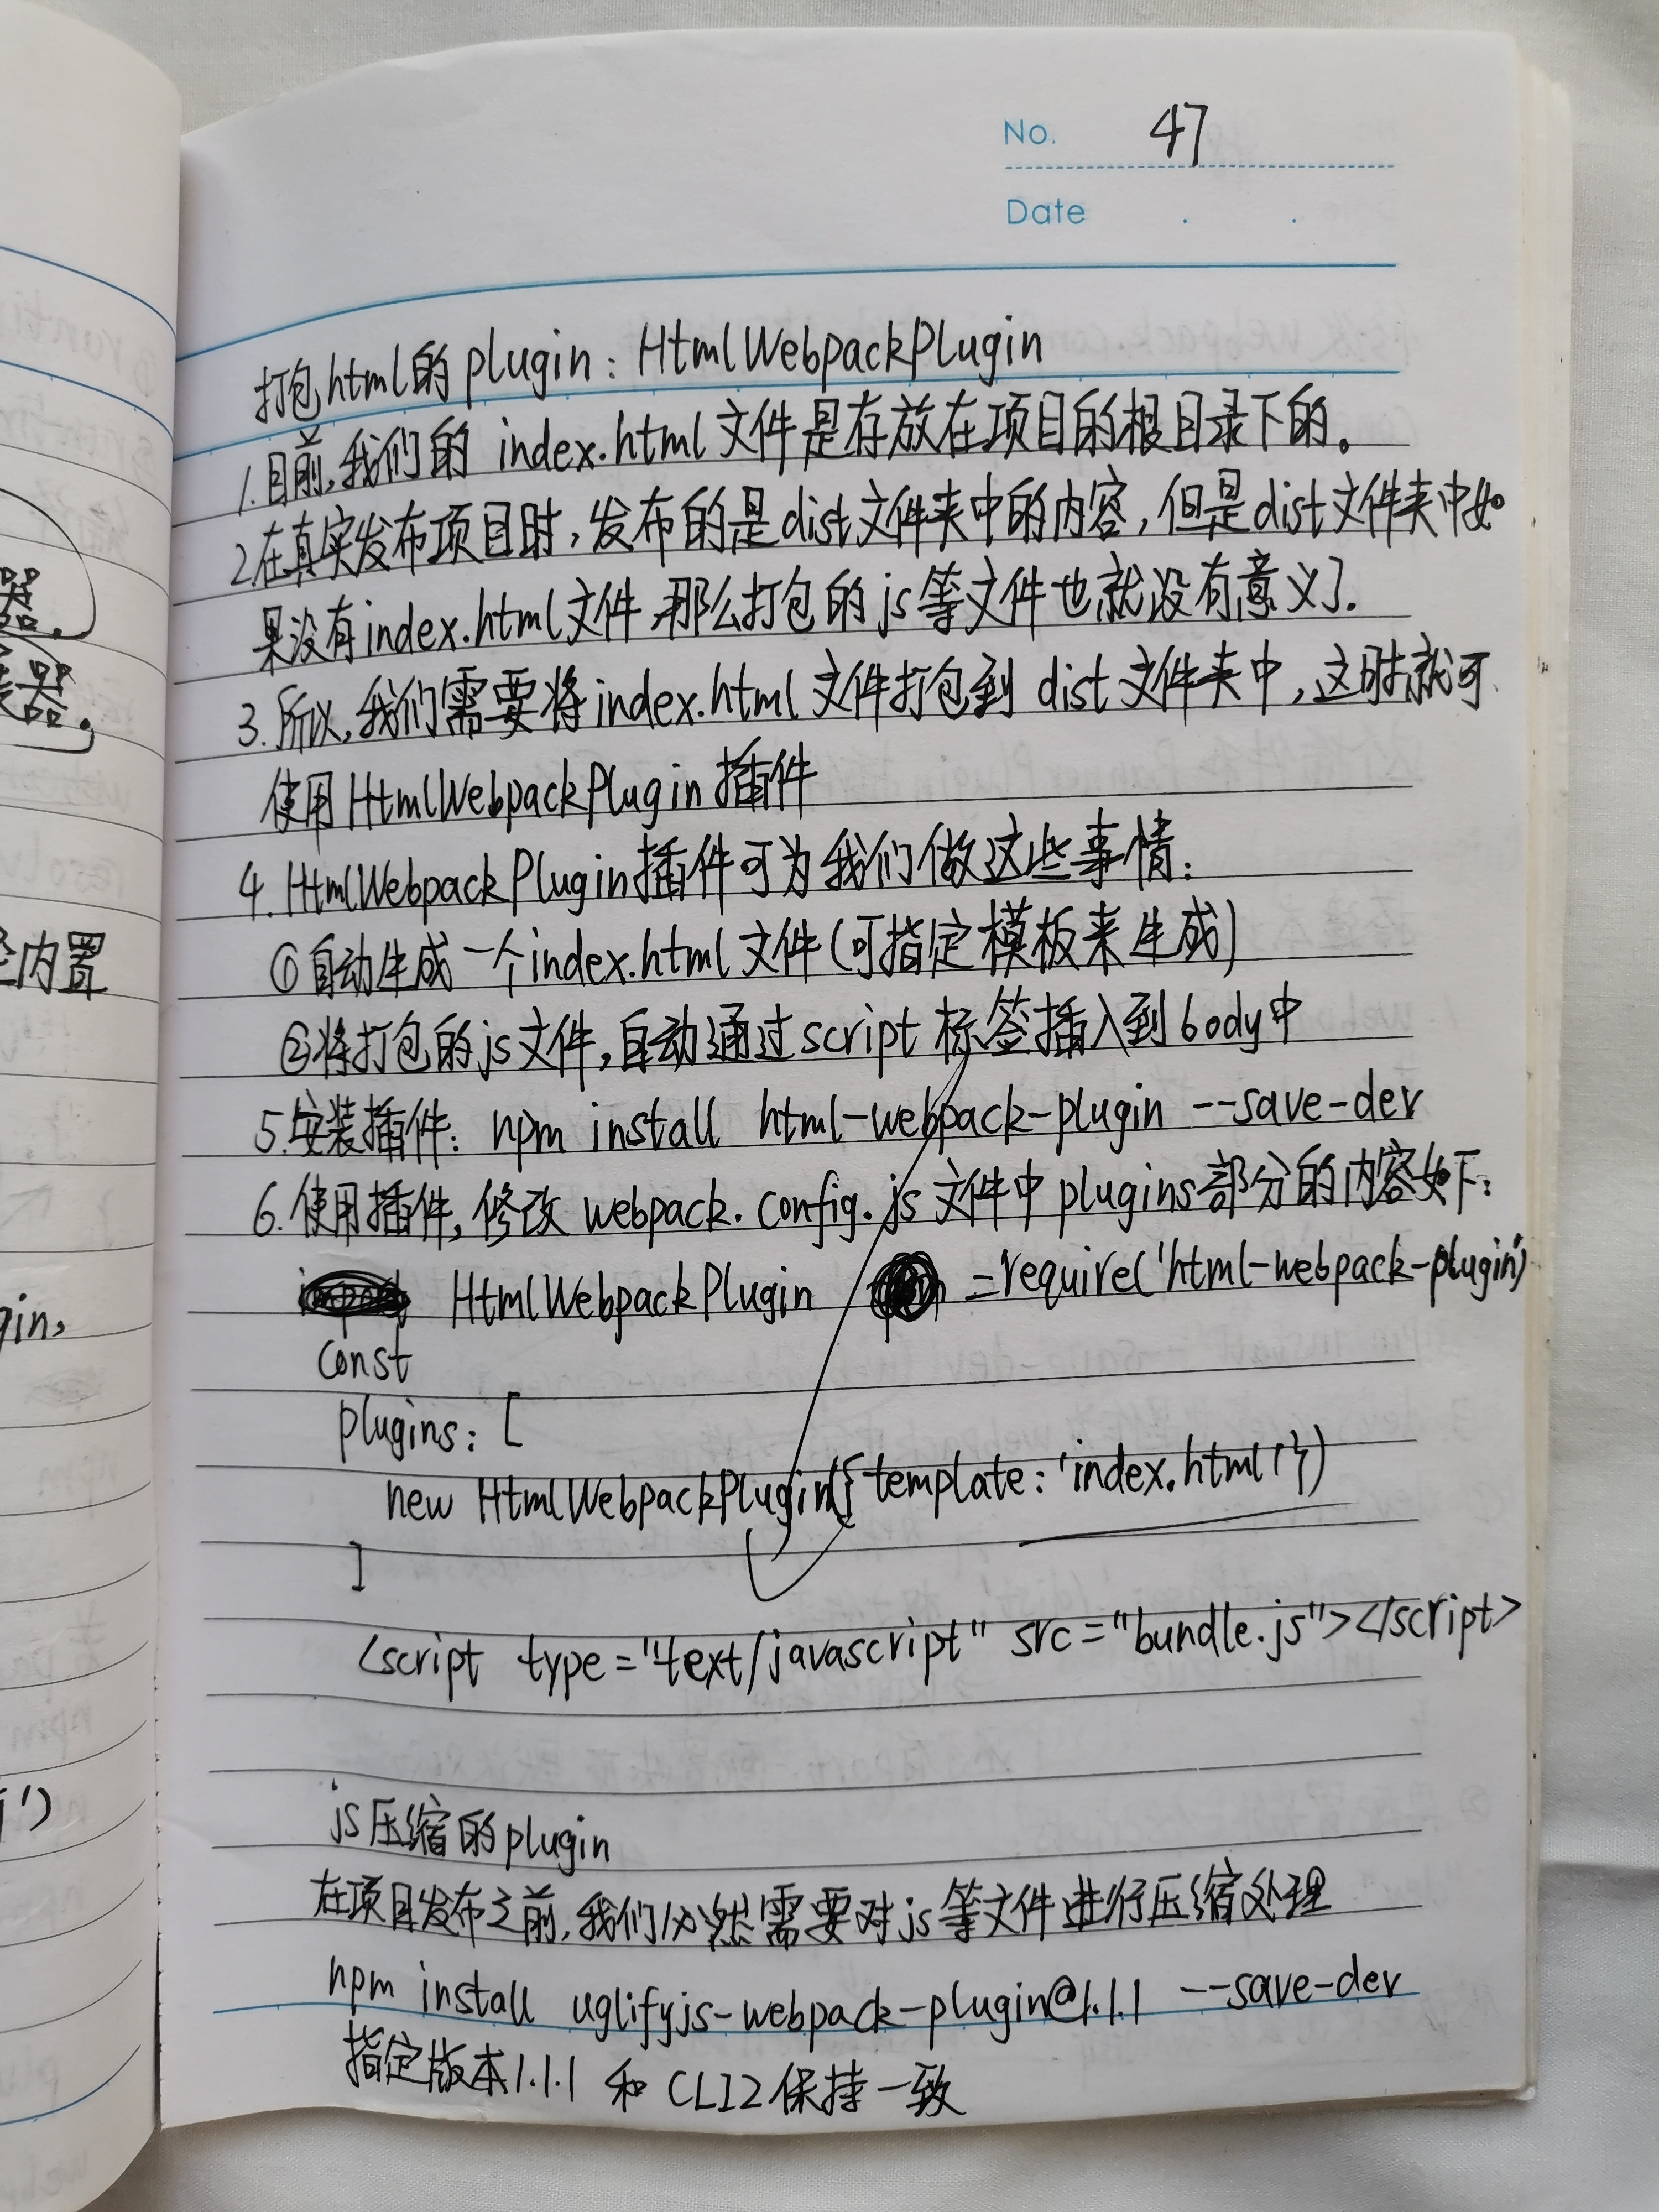 No. 47
Date . .
打包html的plugin：HtmlWebpackPlugin
1.目前,我们的 index.html文件是存放在项目的根目录下的。
2.在真实发布项目时,发布的是dist文件夹中的内容,但是dist文件夹中如
果没有index.html文件,那么打包的js等文件也就没有意义了.
3.所以,我们需要将index.html文件打包到 dist文件夹中,这时就可
使用HtmlWebpackPlugin插件
4.HtmlWebpackPlugin插件可为我们做这些事情：
①自动生成一个index.html文件(可指定模板来生成)
②将打包的js文件,自动通过script标签插入到body中
5.安装插件：npm install html-webpack-plugin --save-dev
6.使用插件,修改 webpack.config.js文件中plugins部分的内容如下：
HtmlWebpackPlugin =require('html-webpack-plugin')
const
plugins:[
new HtmlWebpackPlugin({template:'index.html'})
]
<script type="text/javascript" src="bundle.js"></script>
js压缩的plugin
在项目发布之前,我们必然需要对js等文件进行压缩处理
npm install uglifyjs-webpack-plugin@1.1.1 --save-dev
指定版本1.1.1 和CLI2保持一致
器.
器.
内置
gin,
')